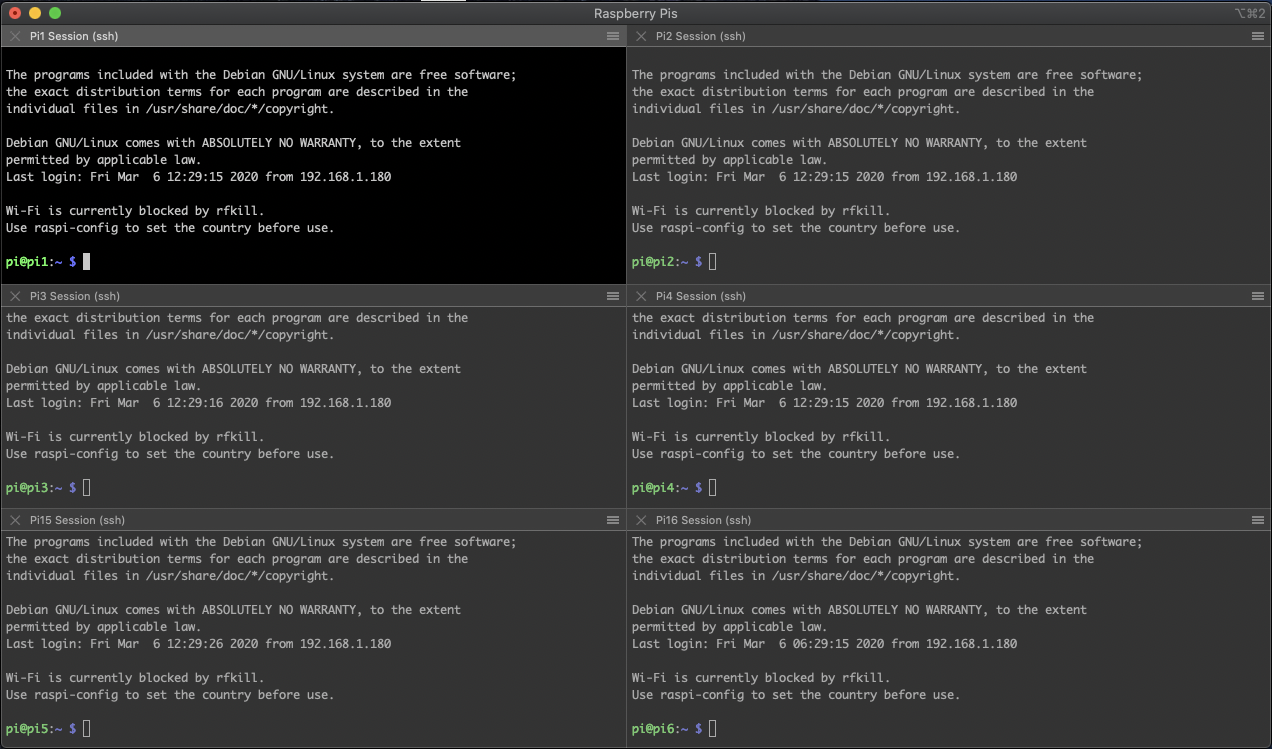 Raspberry Pis
⌥⌘2
Pi1 Session (ssh)
The programs included with the Debian GNU/Linux system are free software;
the exact distribution terms for each program are described in the
individual files in /usr/share/doc/*/copyright.
Debian GNU/Linux comes with ABSOLUTELY NO WARRANTY, to the extent
permitted by applicable law.
Last login: Fri Mar  6 12:29:15 2020 from 192.168.1.180
Wi-Fi is currently blocked by rfkill.
Use raspi-config to set the country before use.
pi@pi1:~ $
Pi2 Session (ssh)
The programs included with the Debian GNU/Linux system are free software;
the exact distribution terms for each program are described in the
individual files in /usr/share/doc/*/copyright.
Debian GNU/Linux comes with ABSOLUTELY NO WARRANTY, to the extent
permitted by applicable law.
Last login: Fri Mar  6 12:29:15 2020 from 192.168.1.180
Wi-Fi is currently blocked by rfkill.
Use raspi-config to set the country before use.
pi@pi2:~ $
Pi3 Session (ssh)
the exact distribution terms for each program are described in the
individual files in /usr/share/doc/*/copyright.
Debian GNU/Linux comes with ABSOLUTELY NO WARRANTY, to the extent
permitted by applicable law.
Last login: Fri Mar  6 12:29:16 2020 from 192.168.1.180
Wi-Fi is currently blocked by rfkill.
Use raspi-config to set the country before use.
pi@pi3:~ $
Pi4 Session (ssh)
the exact distribution terms for each program are described in the
individual files in /usr/share/doc/*/copyright.
Debian GNU/Linux comes with ABSOLUTELY NO WARRANTY, to the extent
permitted by applicable law.
Last login: Fri Mar  6 12:29:15 2020 from 192.168.1.180
Wi-Fi is currently blocked by rfkill.
Use raspi-config to set the country before use.
pi@pi4:~ $
Pi15 Session (ssh)
The programs included with the Debian GNU/Linux system are free software;
the exact distribution terms for each program are described in the
individual files in /usr/share/doc/*/copyright.
Debian GNU/Linux comes with ABSOLUTELY NO WARRANTY, to the extent
permitted by applicable law.
Last login: Fri Mar  6 12:29:26 2020 from 192.168.1.180
Wi-Fi is currently blocked by rfkill.
Use raspi-config to set the country before use.
pi@pi5:~ $
Pi16 Session (ssh)
The programs included with the Debian GNU/Linux system are free software;
the exact distribution terms for each program are described in the
individual files in /usr/share/doc/*/copyright.
Debian GNU/Linux comes with ABSOLUTELY NO WARRANTY, to the extent
permitted by applicable law.
Last login: Fri Mar  6 06:29:15 2020 from 192.168.1.180
Wi-Fi is currently blocked by rfkill.
Use raspi-config to set the country before use.
pi@pi6:~ $